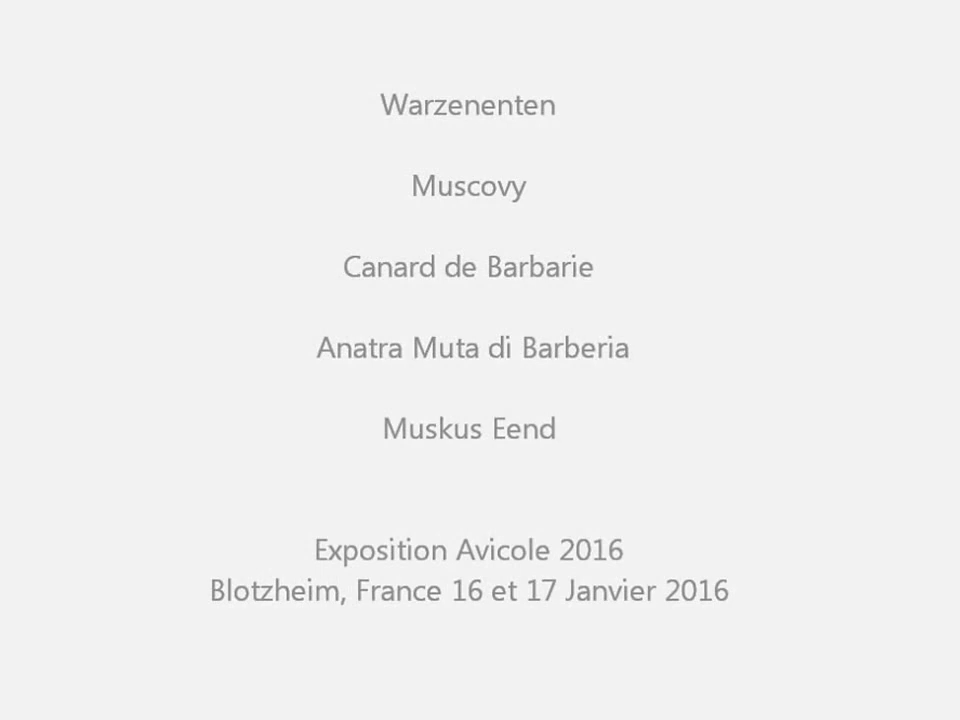 Warzenenten
Muscovy
Canard de Barbarie
Anatra Muta di Barberia
Muskus Eend
Exposition Avicole 2016
Blotzheim, France 16 et 17 Janvier 2016